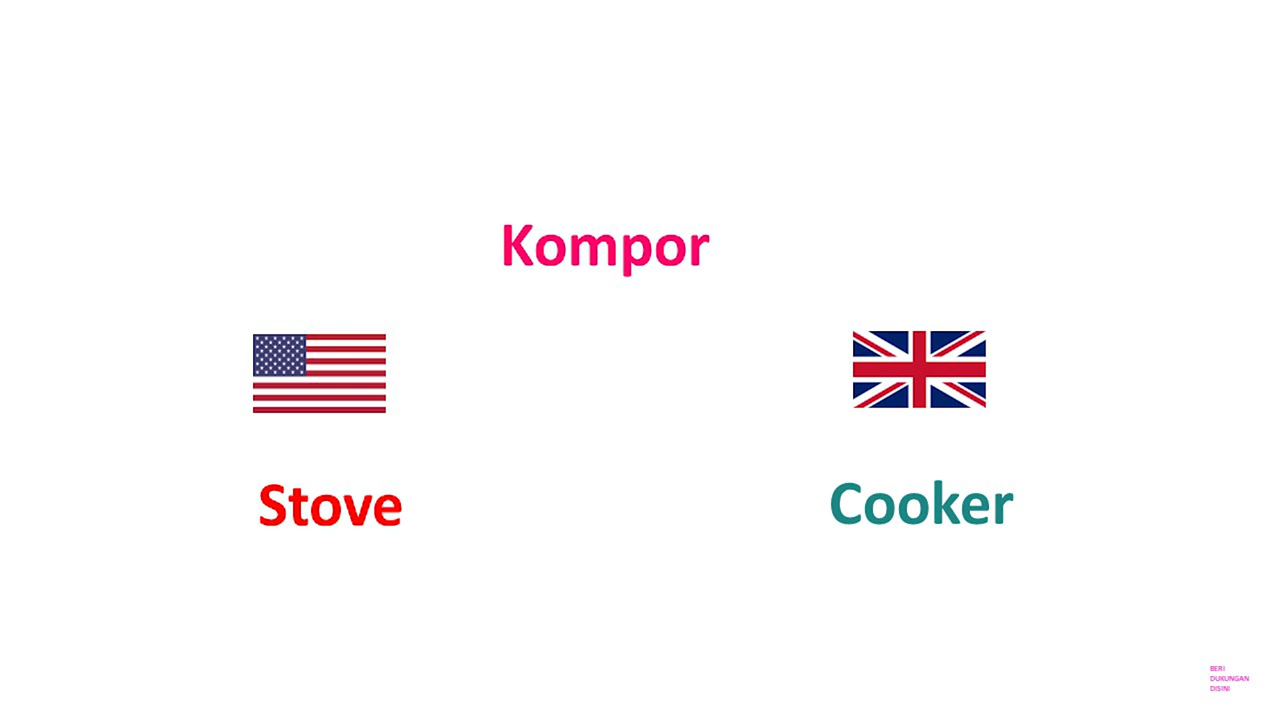 Kompor
Stove
Cooker
BERI
DUKUNGAN
DISINI